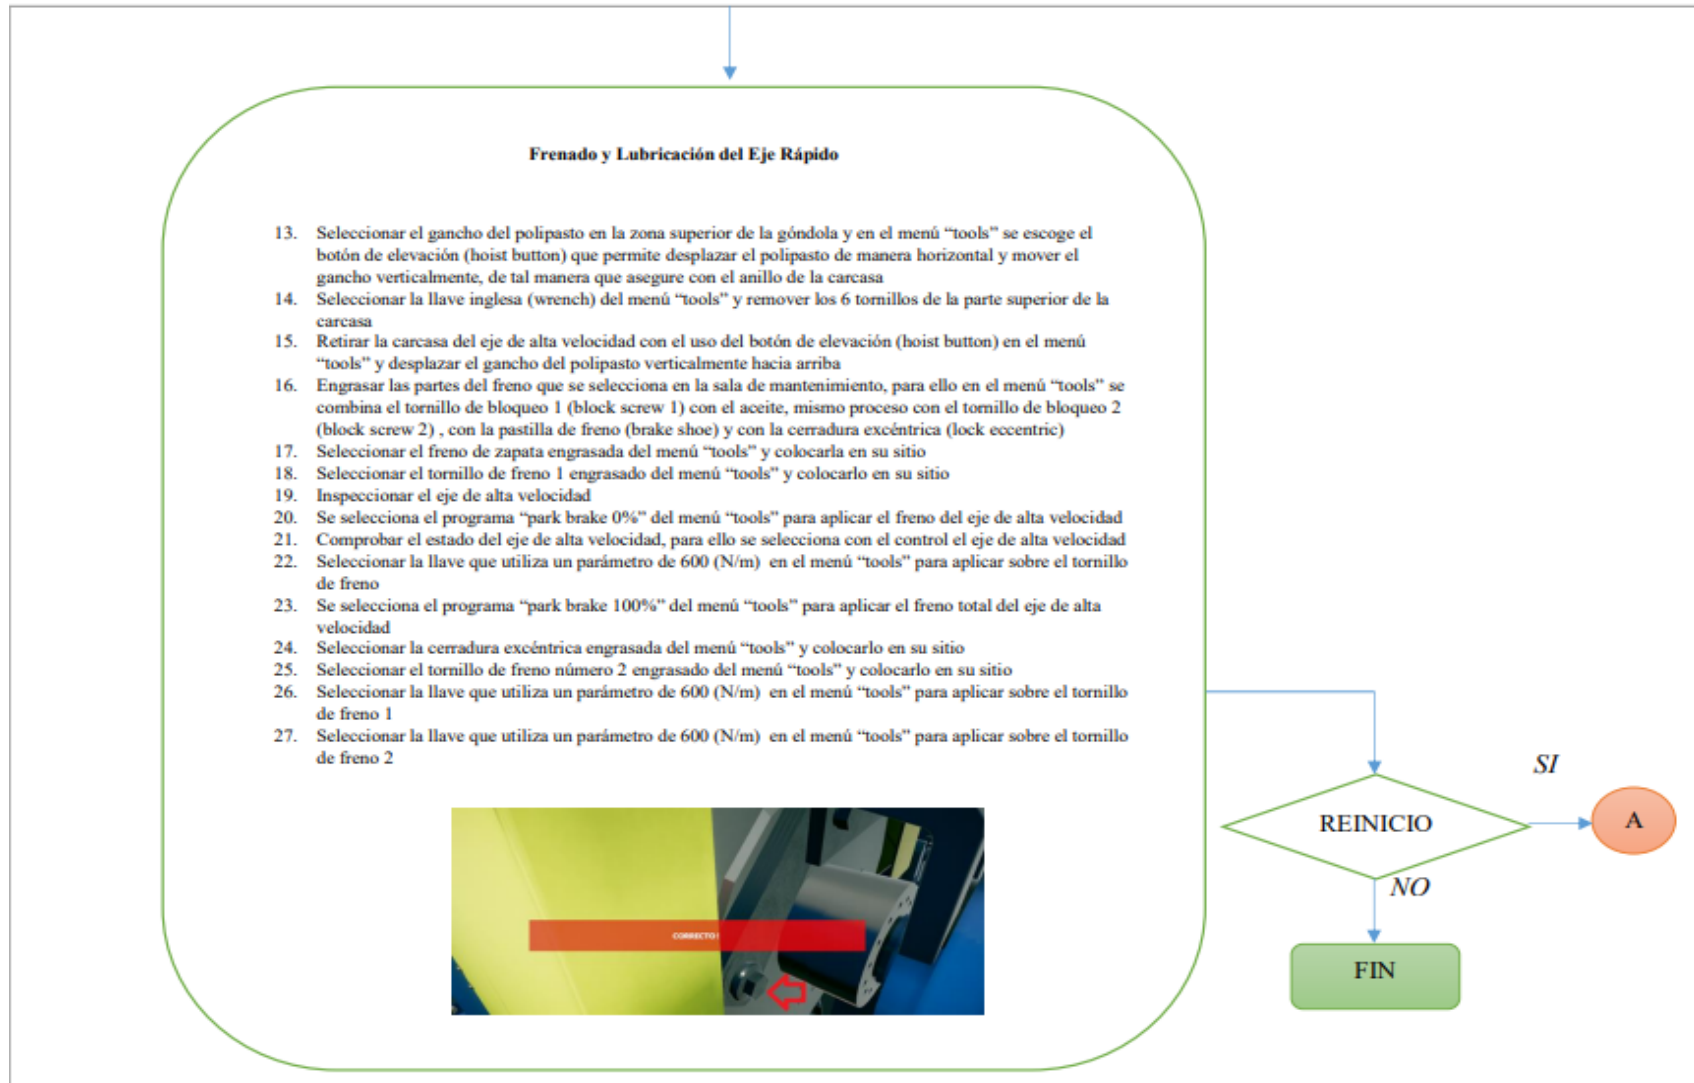 Frenado y Lubricación del Eje Rápido
13. Seleccionar el gancho del polipasto en la zona superior de la góndola y en el menú “tools” se escoge el
botón de elevación (hoist button) que permite desplazar el polipasto de manera horizontal y mover el
gancho verticalmente, de tal manera que asegure con el anillo de la carcasa
14. Seleccionar la llave inglesa (wrench) del menú “tools” y remover los 6 tornillos de la parte superior de la
carcasa
15. Retirar la carcasa del eje de alta velocidad con el uso del botón de elevación (hoist button) en el menú
“tools” y desplazar el gancho del polipasto verticalmente hacia arriba
16. Engrasar las partes del freno que se selecciona en la sala de mantenimiento, para ello en el menú “tools” se
combina el tornillo de bloqueo 1 (block screw 1) con el aceite, mismo proceso con el tornillo de bloqueo 2
(block screw 2) , con la pastilla de freno (brake shoe) y con la cerradura excéntrica (lock eccentric)
17. Seleccionar el freno de zapata engrasada del menú “tools” y colocarla en su sitio
18. Seleccionar el tornillo de freno 1 engrasado del menú “tools” y colocarlo en su sitio
19. Inspeccionar el eje de alta velocidad
20. Se selecciona el programa “park brake 0%” del menú “tools” para aplicar el freno del eje de alta velocidad
21. Comprobar el estado del eje de alta velocidad, para ello se selecciona con el control el eje de alta velocidad
22. Seleccionar la llave que utiliza un parámetro de 600 (N/m) en el menú “tools” para aplicar sobre el tornillo
de freno
23. Se selecciona el programa “park brake 100%” del menú “tools” para aplicar el freno total del eje de alta
velocidad
24. Seleccionar la cerradura excéntrica engrasada del menú “tools” y colocarlo en su sitio
25. Seleccionar el tornillo de freno número 2 engrasado del menú “tools” y colocarlo en su sitio
26. Seleccionar la llave que utiliza un parámetro de 600 (N/m) en el menú “tools” para aplicar sobre el tornillo
de freno 1
27. Seleccionar la llave que utiliza un parámetro de 600 (N/m) en el menú “tools” para aplicar sobre el tornillo
de freno 2
CORRECTO !
REINICIO
SI
A
NO
FIN